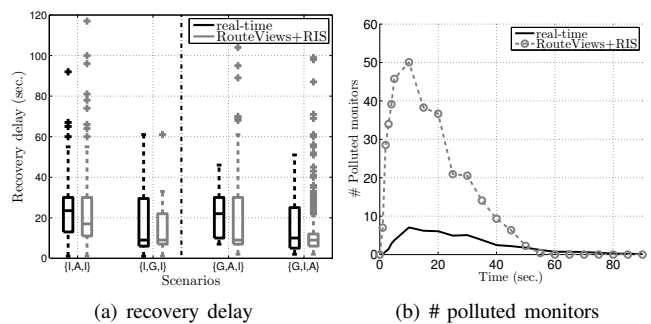 120
100
80
60
40
20
0
Recovery delay (sec.)
real-time
RouteViews+RIS
{I,A,I}
{I,G,I}
{G,A,I}
{G,I,A}
Scenarios
(a) recovery delay
60
50
40
30
20
10
0
# Polluted monitors
real-time
RouteViews+RIS
0
20
40
60
80
Time (sec.)
(b) # polluted monitors